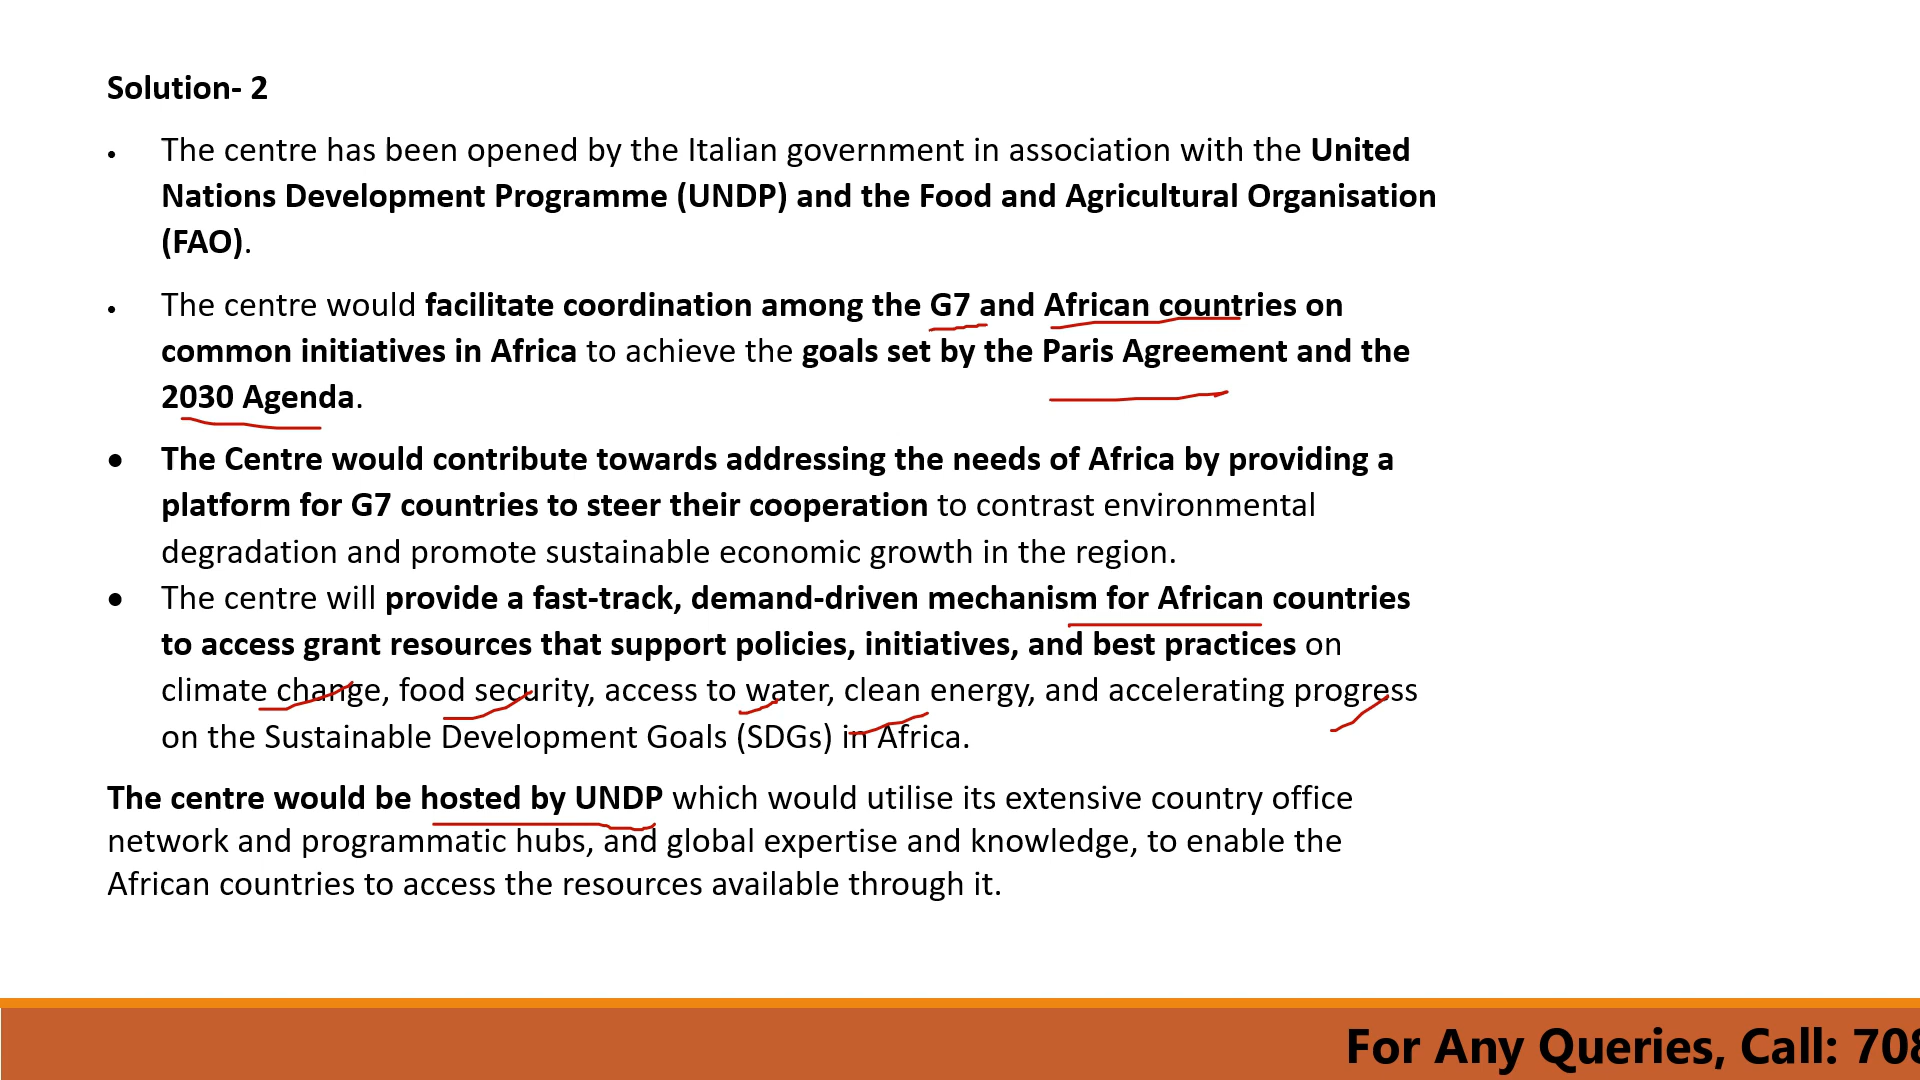 Solution- 2
• The centre has been opened by the Italian government in association with the United
Nations Development Programme (UNDP) and the Food and Agricultural Organisation
(FAO).
• The centre would facilitate coordination among the G7 and African countries on
common initiatives in Africa to achieve the goals set by the Paris Agreement and the
2030 Agenda.
• The Centre would contribute towards addressing the needs of Africa by providing a
platform for G7 countries to steer their cooperation to contrast environmental
degradation and promote sustainable economic growth in the region.
• The centre will provide a fast-track, demand-driven mechanism for African countries
to access grant resources that support policies, initiatives, and best practices on
climate change, food security, access to water, clean energy, and accelerating progress
on the Sustainable Development Goals (SDGs) in Africa.
The centre would be hosted by UNDP which would utilise its extensive country office
network and programmatic hubs, and global expertise and knowledge, to enable the
African countries to access the resources available through it.
For Any Queries, Call: 708